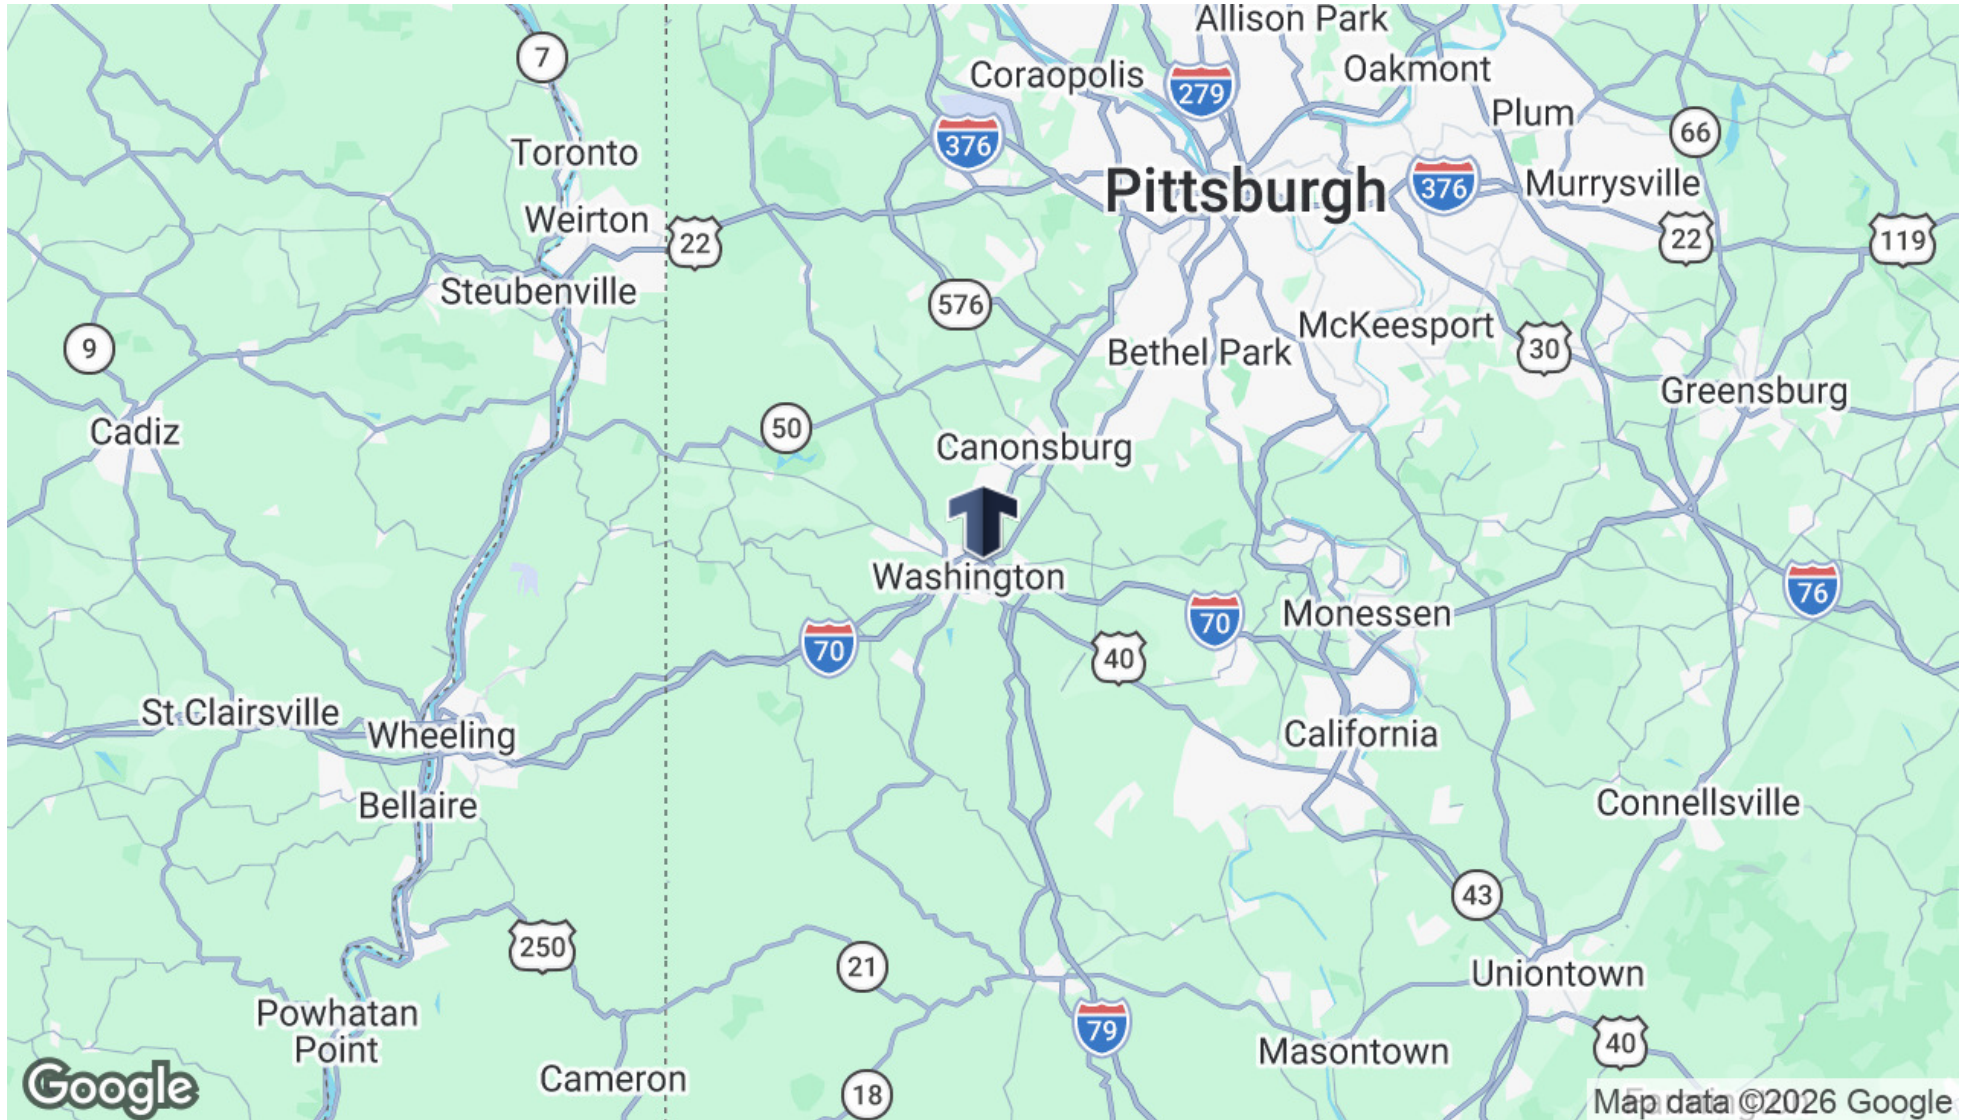 Allison Park
7
Coraopolis
279
Oakmont
Plum
66
376
Toronto
Pittsburgh
376
Murrysville
Weirton
22
22
119
Steubenville
576
McKeesport
9
Bethel Park
30
Greensburg
Cadiz
50
Canonsburg
Washington
76
70
70
Monessen
40
St Clairsville
Wheeling
California
Bellaire
Connellsville
43
250
21
Uniontown
Powhatan
Point
79
40
Masontown
Cameron
18
Google
Map data ©2026 Google